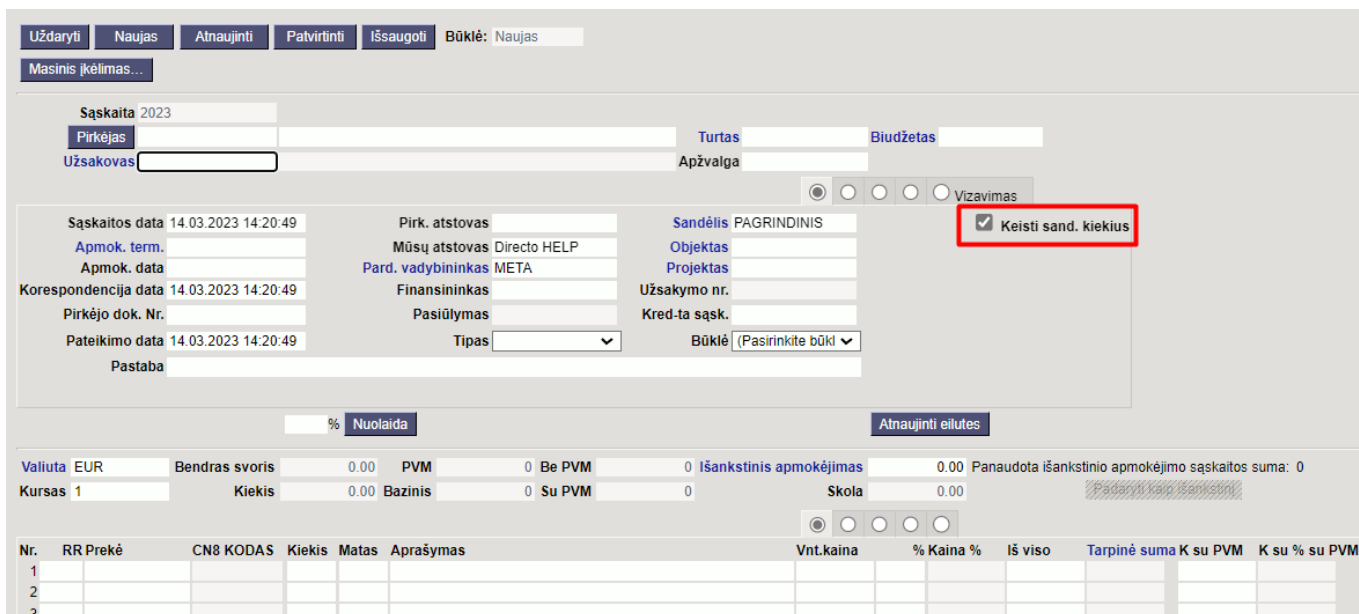 Uždaryti Naujas Atnaujinti Patvirtinti Išsaugoti Būklė: Naujas
Masinis įkėlimas...
Sąskaita 2023
Pirkėjas Turtas Biudžetas
Užsakovas Apžvalga
Vizavimas
Sąskaitos data 14.03.2023 14:20:49 Pirk. atstovas Sandėlis PAGRINDINIS Keisti sand. kiekius
Apmok. term. Mūsų atstovas Directo HELP Objektas
Apmok. data Pard. vadybininkas META Projektas
Korespondencija data 14.03.2023 14:20:49 Finansininkas Užsakymo nr.
Pirkėjo dok. Nr. Pasiūlymas Kred-ta sąsk.
Pateikimo data 14.03.2023 14:20:49 Tipas Būklė (Pasirinkite būkl
Pastaba
% Nuolaida Atnaujinti eilutes
Valiuta EUR Bendras svoris 0.00 PVM 0 Be PVM 0 Išankstinis apmokėjimas 0.00 Panaudota išankstinio apmokėjimo sąskaitos suma: 0
Kursas 1 Kiekis 0.00 Bazinis 0 Su PVM 0 Skola 0.00 Padaryti kaip išankstinį
Nr. RR Prekė CN8 KODAS Kiekis Matas Aprašymas Vnt.kaina % Kaina % Iš viso Tarpinė suma K su PVM K su % su PVM
1
2